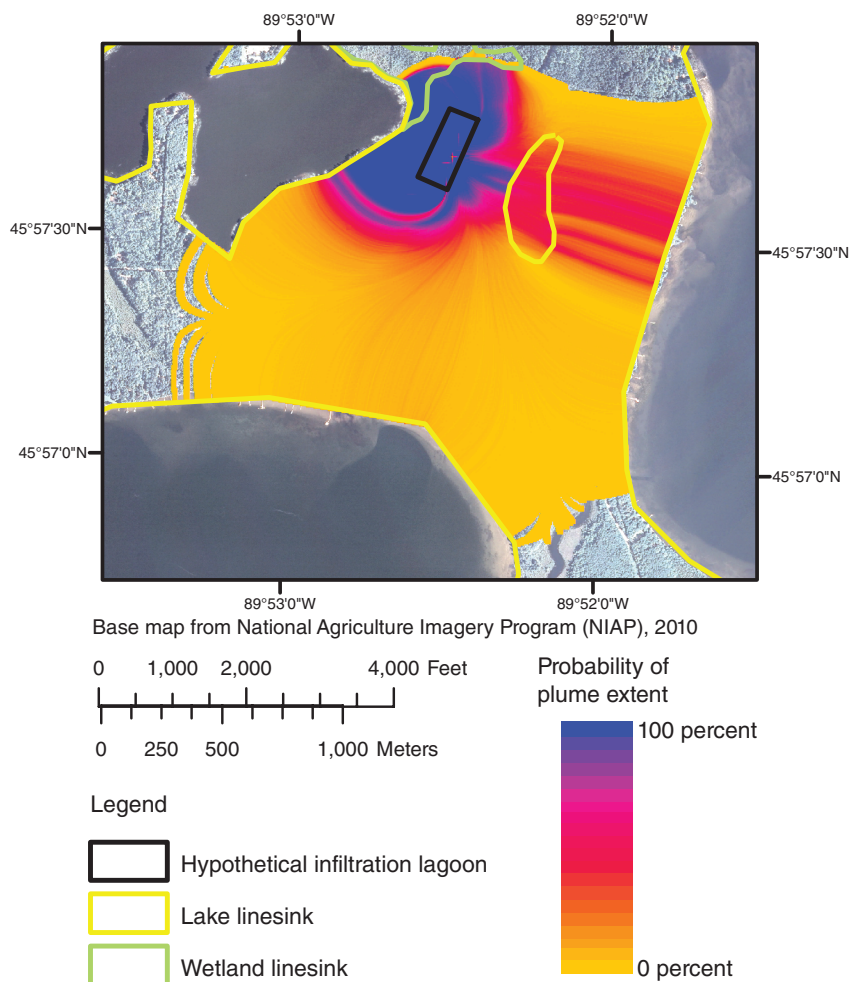 89°53'0"W 89°52'0"W
45°57'30"N
45°57'30"N
45°57'0"N
45°57'0"N
89°53'0"W 89°52'0"W
Base map from National Agriculture Imagery Program (NIAP), 2010
0 1,000 2,000 4,000 Feet
0 250 500 1,000 Meters
Probability of
plume extent
100 percent
0 percent
Legend
Hypothetical infiltration lagoon
Lake linesink
Wetland linesink